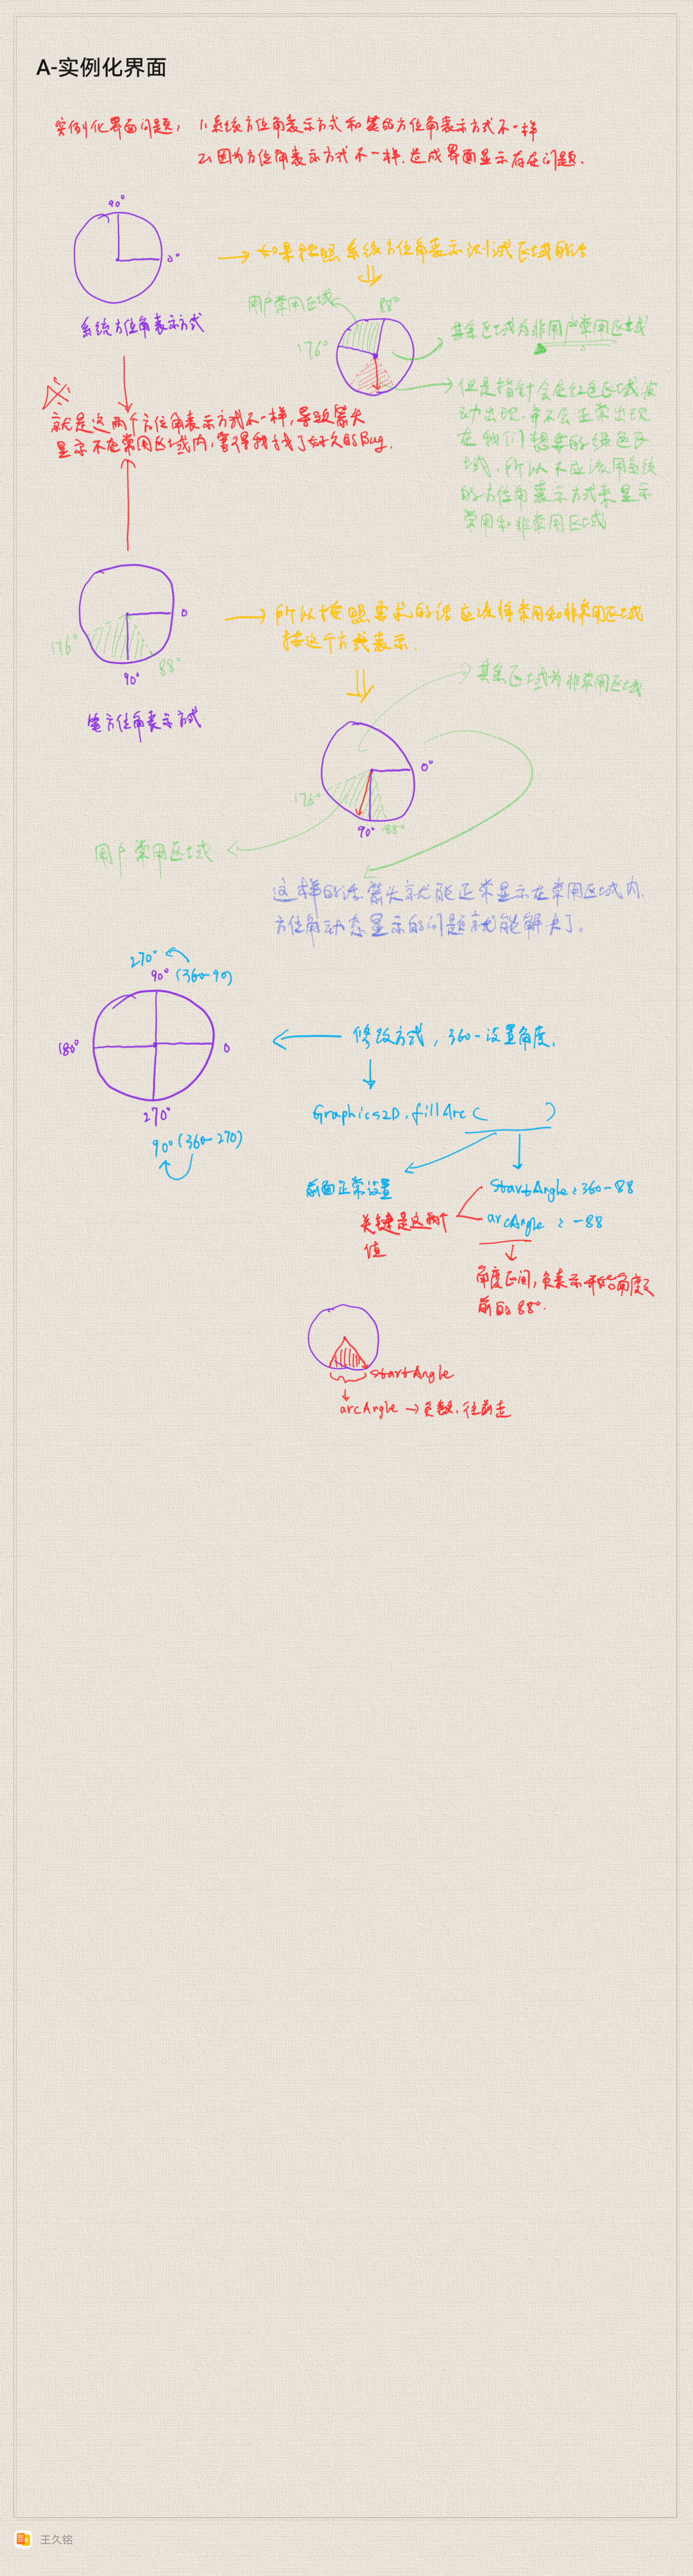 A-实例化界面
实例化界面问题: 1、系统方位角表示方式和笔的方位角表示方式不一样
2、因为方位角表示方式不一样.造成界面显示存在问题.
90°
0°
系统方位角表示方式
如果按照系统方位角表示测试区域的话
用户常用区域
88°
176°
其余区域为非用户常用区域
但是指针会在红色区域
动出现,并不会正常出现
在我们想要的绿色区
域.所以不应该用系统
的方位角表示方式来显示
常用和非常用区域
就是这两个方位角表示方式不一样,导致箭头
显示不在常用区域内,害得我找了好久的Bug.
0
176°
88°
90°
笔方位角表示方式
所以按照要求的话应该将常用和非常用区域
按这个方式表示.
其余区域为非常用区域
0°
176°
90°
88°
用户常用区域
这样的话箭头就能正常显示在常用区域内.
方位角动态显示的问题就能解决了。
270°
90° (360-90)
180°
0
270°
90° (360-270)
修改方式, 360-设置角度.
Graphics2D.fillArc( )
前面正常设置
startAngle: 360-88
arcAngle: -88
关键是这两个
值
角度区间,负表示开始角度之
前的88°.
startAngle
arcAngle → 负数.往前走
王久铭